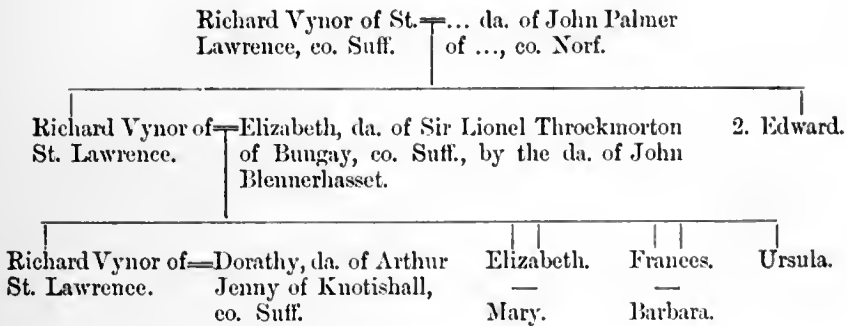 Richard Vynor of St.=... da. of John Palmer
Lawrence, co. Suff. of ..., co. Norf.
Richard Vynor of=Elizabeth, da. of Sir Lionel Throckmorton 2. Edward.
St. Lawrence. of Bungay, co. Suff., by the da. of John
Blennerhasset.
Richard Vynor of=Dorathy, da. of Arthur Elizabeth. Frances. Ursula.
St. Lawrence. Jenny of Knotishall, — —
co. Suff. Mary. Barbara.